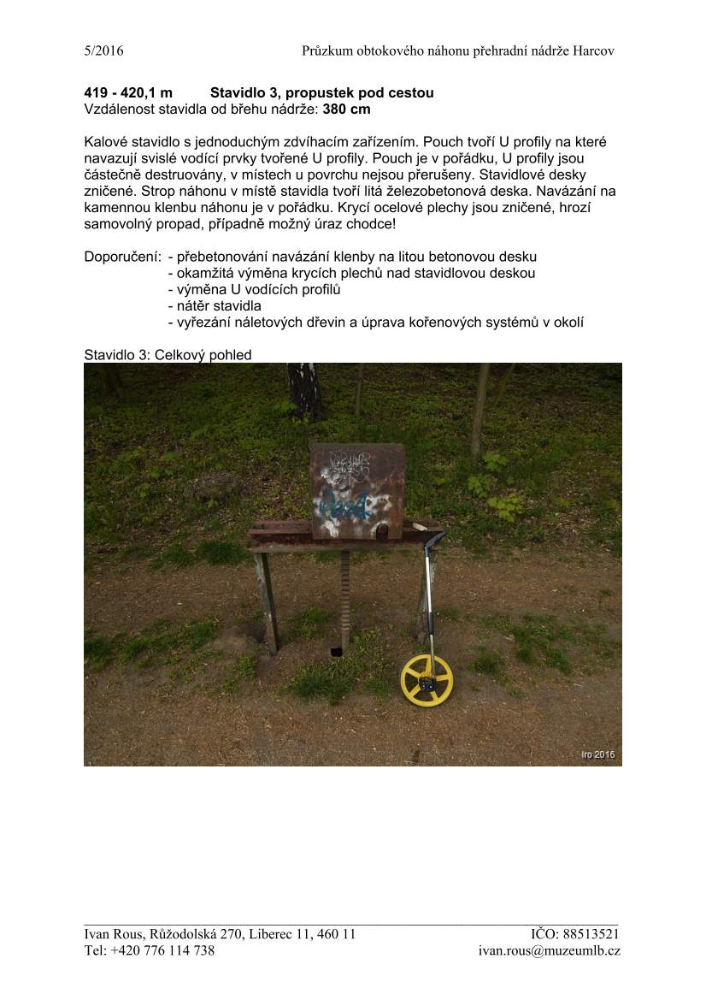 5/2016 Průzkum obtokového náhonu přehradní nádrže Harcov
419 - 420,1 m Stavidlo 3, propustek pod cestou
Vzdálenost stavidla od břehu nádrže: 380 cm
Kalové stavidlo s jednoduchým zdvíhacím zařízením. Pouch tvoří U profily na které
navazují svislé vodící prvky tvořené U profily. Pouch je v pořádku, U profily jsou
částečně destruovány, v místech u povrchu nejsou přerušeny. Stavidlové desky
zničené. Strop náhonu v místě stavidla tvoří litá železobetonová deska. Navázání na
kamennou klenbu náhonu je v pořádku. Krycí ocelové plechy jsou zničené, hrozí
samovolný propad, případně možný úraz chodce!
Doporučení: - přebetonování navázání klenby na litou betonovou desku
- okamžitá výměna krycích plechů nad stavidlovou deskou
- výměna U vodících profilů
- nátěr stavidla
- vyřezání náletových dřevin a úprava kořenových systémů v okolí
Stavidlo 3: Celkový pohled
Iro 2016
Ivan Rous, Růžodolská 270, Liberec 11, 460 11 IČO: 88513521
Tel: +420 776 114 738 ivan.rous@muzeumlb.cz